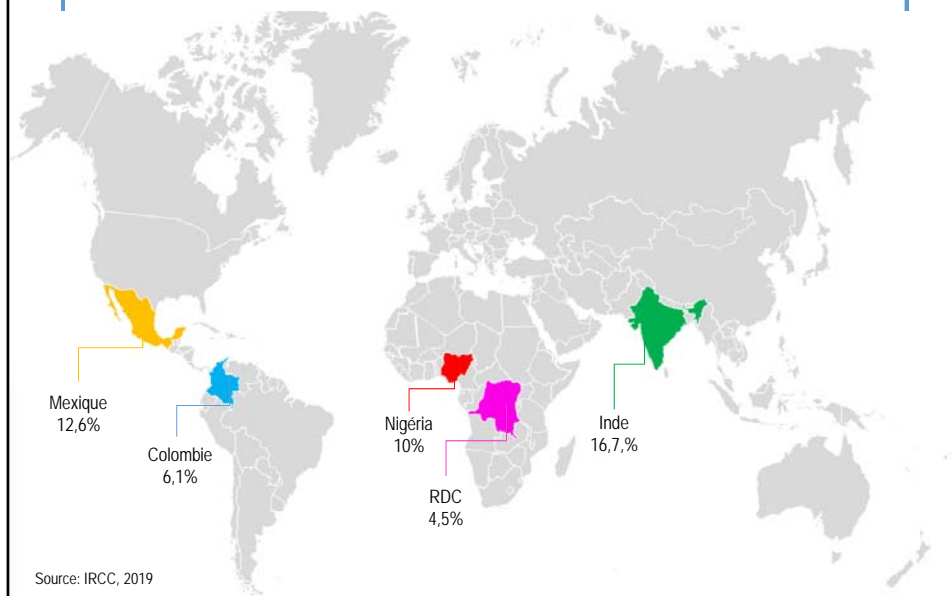 Mexique
12,6%
Colombie
6,1%
Nigéria
10%
RDC
4,5%
Inde
16,7,%
Source: IRCC, 2019